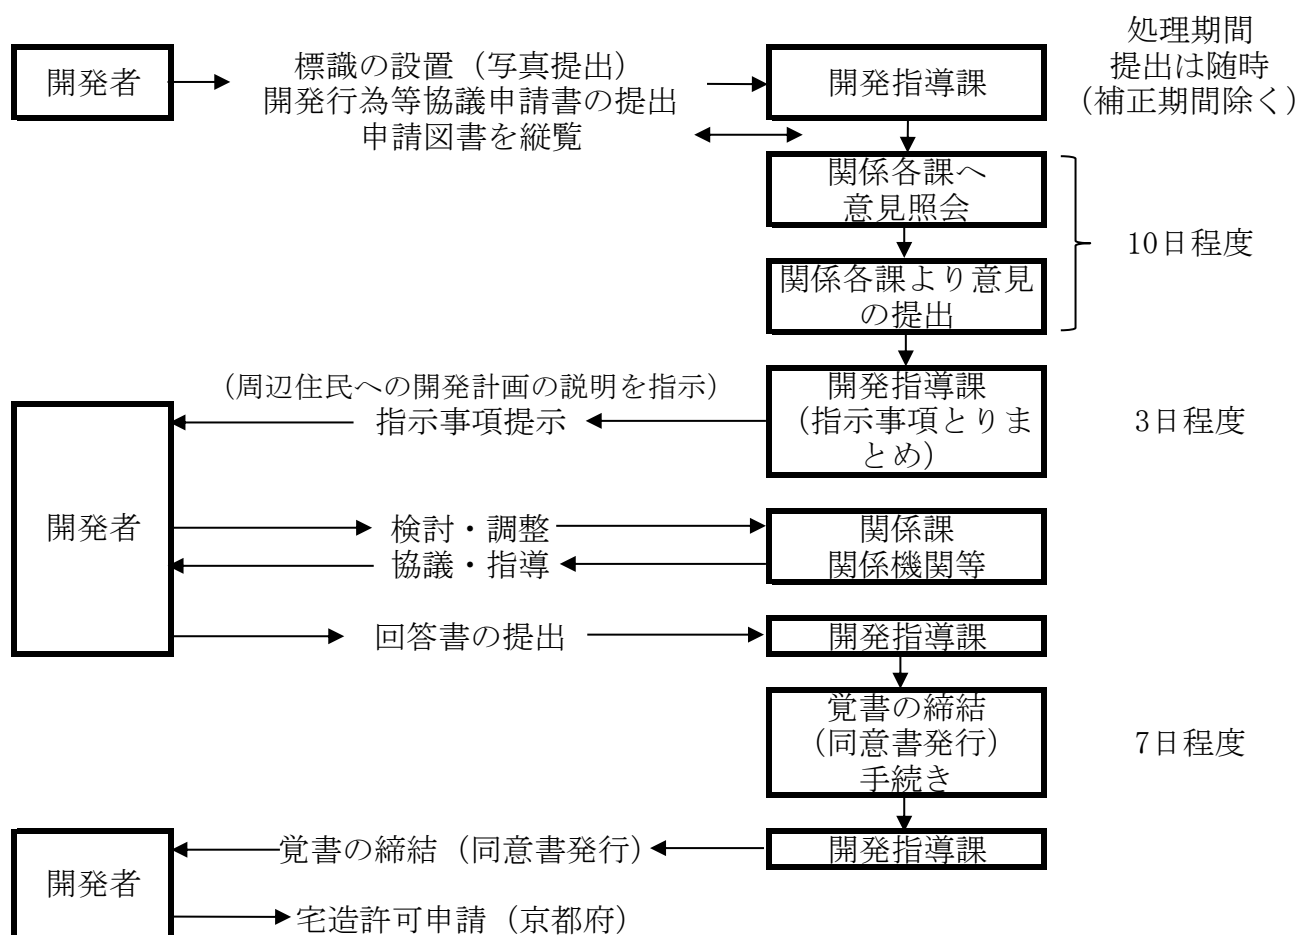 処理期間
提出は随時
(補正期間除く)
開発者
標識の設置（写真提出）
開発行為等協議申請書の提出
申請図書を縦覧
開発指導課
関係各課へ
意見照会
10日程度
関係各課より意見
の提出
（周辺住民への開発計画の説明を指示）
指示事項提示
開発指導課
（指示事項とりま
とめ）
3日程度
開発者
検討・調整
協議・指導
関係課
関係機関等
回答書の提出
開発指導課
覚書の締結
（同意書発行）
手続き
7日程度
開発者
覚書の締結（同意書発行）
開発指導課
宅造許可申請（京都府）